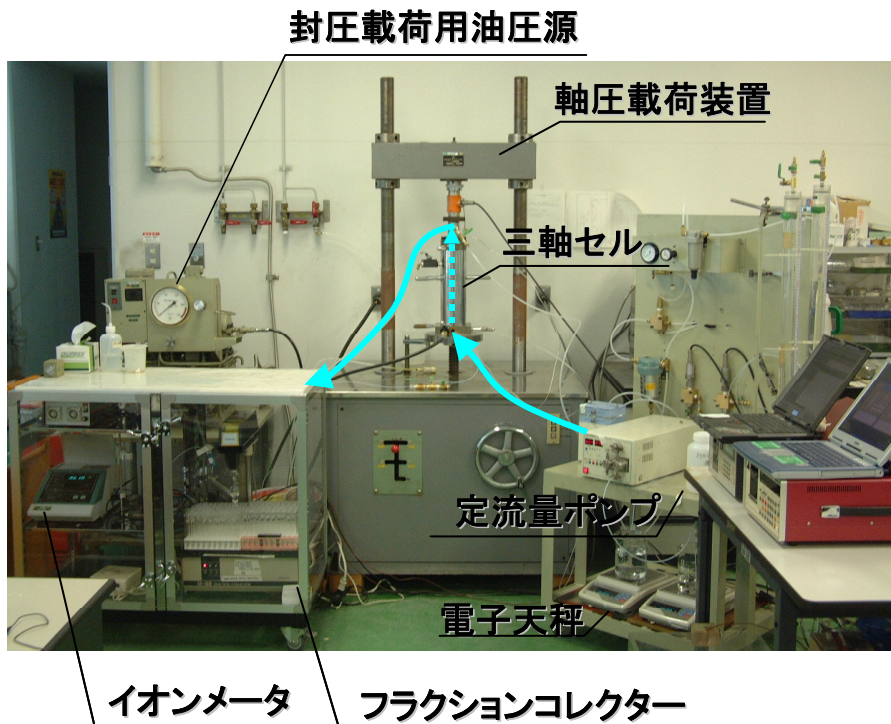 封圧載荷用油圧源
軸圧載荷装置
三軸セル
定流量ポンプ
電子天秤
イオンメータ
フラクションコレクター